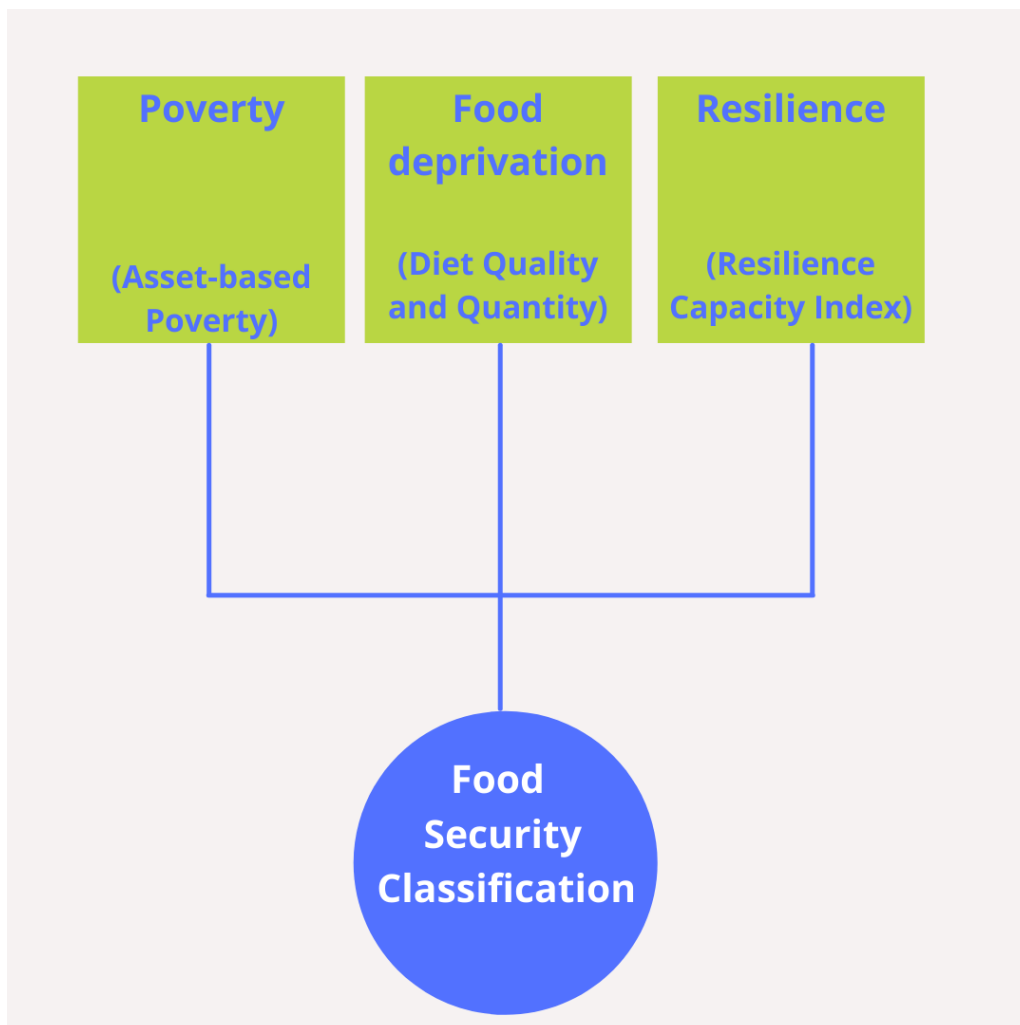 Poverty
(Asset-based
Poverty)
Food
deprivation
(Diet Quality
and Quantity)
Resilience
(Resilience
Capacity Index)
Food
Security
Classification